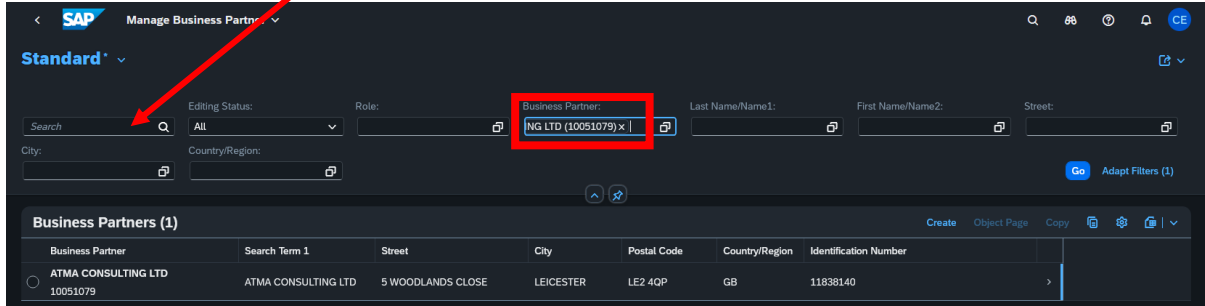 SAP Manage Business Partner CE
Standard*
Editing Status: Role: Business Partner: Last Name/Name1: First Name/Name2: Street:
Search All NG LTD (10051079) ×
City: Country/Region:
Go Adapt Filters (1)
Business Partners (1) Create Object Page Copy
Business Partner Search Term 1 Street City Postal Code Country/Region Identification Number
ATMA CONSULTING LTD
10051079 ATMA CONSULTING LTD 5 WOODLANDS CLOSE LEICESTER LE2 4QP GB 11838140